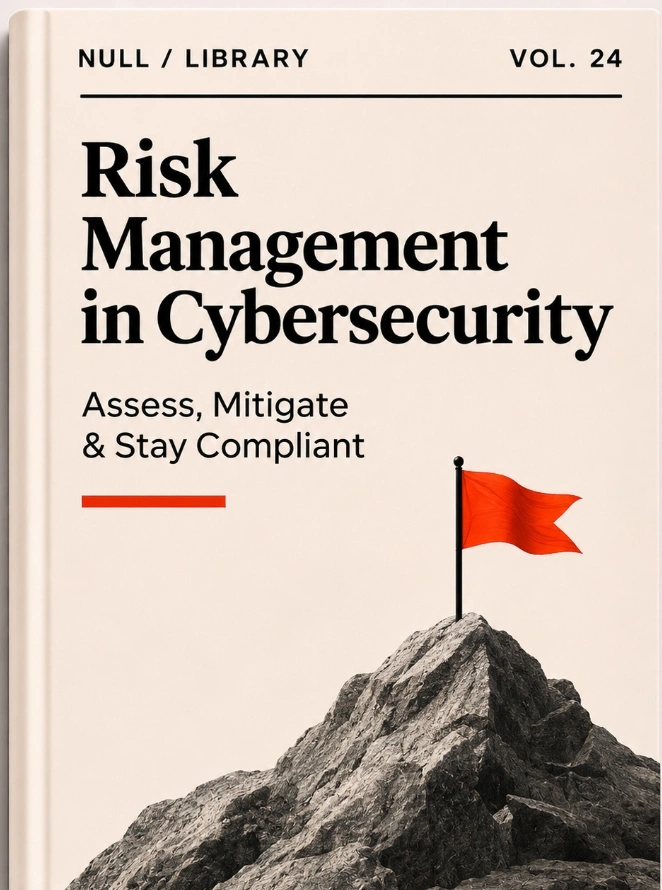 NULL / LIBRARY
VOL. 24
Risk
Management
in Cybersecurity
Assess, Mitigate
& Stay Compliant